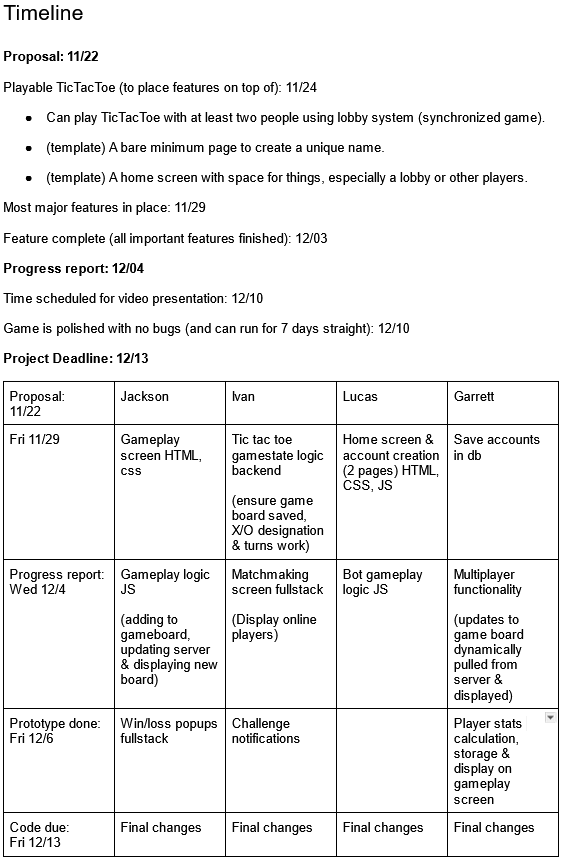 Timeline
Proposal: 11/22
Playable TicTacToe (to place features on top of): 11/24
● Can play TicTacToe with at least two people using lobby system (synchronized game).
● (template) A bare minimum page to create a unique name.
● (template) A home screen with space for things, especially a lobby or other players.
Most major features in place: 11/29
Feature complete (all important features finished): 12/03
Progress report: 12/04
Time scheduled for video presentation: 12/10
Game is polished with no bugs (and can run for 7 days straight): 12/10
Project Deadline: 12/13
Proposal:
11/22
Jackson
Ivan
Lucas
Garrett
Fri 11/29
Gameplay
screen HTML,
css
Tic tac toe
gamestate logic
backend
(ensure game
board saved,
X/O designation
& turns work)
Home screen &
account creation
(2 pages) HTML,
CSS, JS
Save accounts
in db
Progress report:
Wed 12/4
Gameplay logic
JS
(adding to
gameboard,
updating server
& displaying new
board)
Matchmaking
screen fullstack
(Display online
players)
Bot gameplay
logic JS
Multiplayer
functionality
(updates to
game board
dynamically
pulled from
server &
displayed)
Prototype done:
Fri 12/6
Win/loss popups
fullstack
Challenge
notifications
Player stats
calculation,
storage &
display on
gameplay
screen
Code due:
Fri 12/13
Final changes
Final changes
Final changes
Final changes